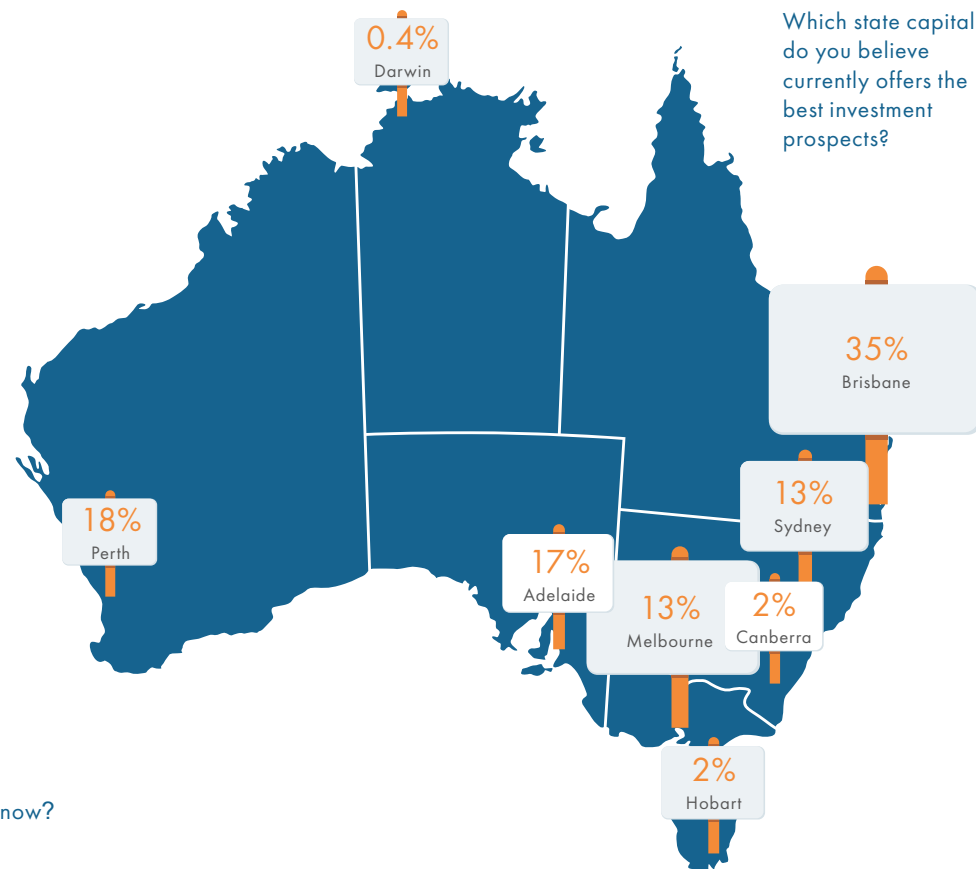 Which state capital
do you believe
currently offers the
best investment
prospects?
0.4%
Darwin
35%
Brisbane
13%
Sydney
18%
Perth
17%
Adelaide
13%
Melbourne
2%
Canberra
2%
Hobart
now?